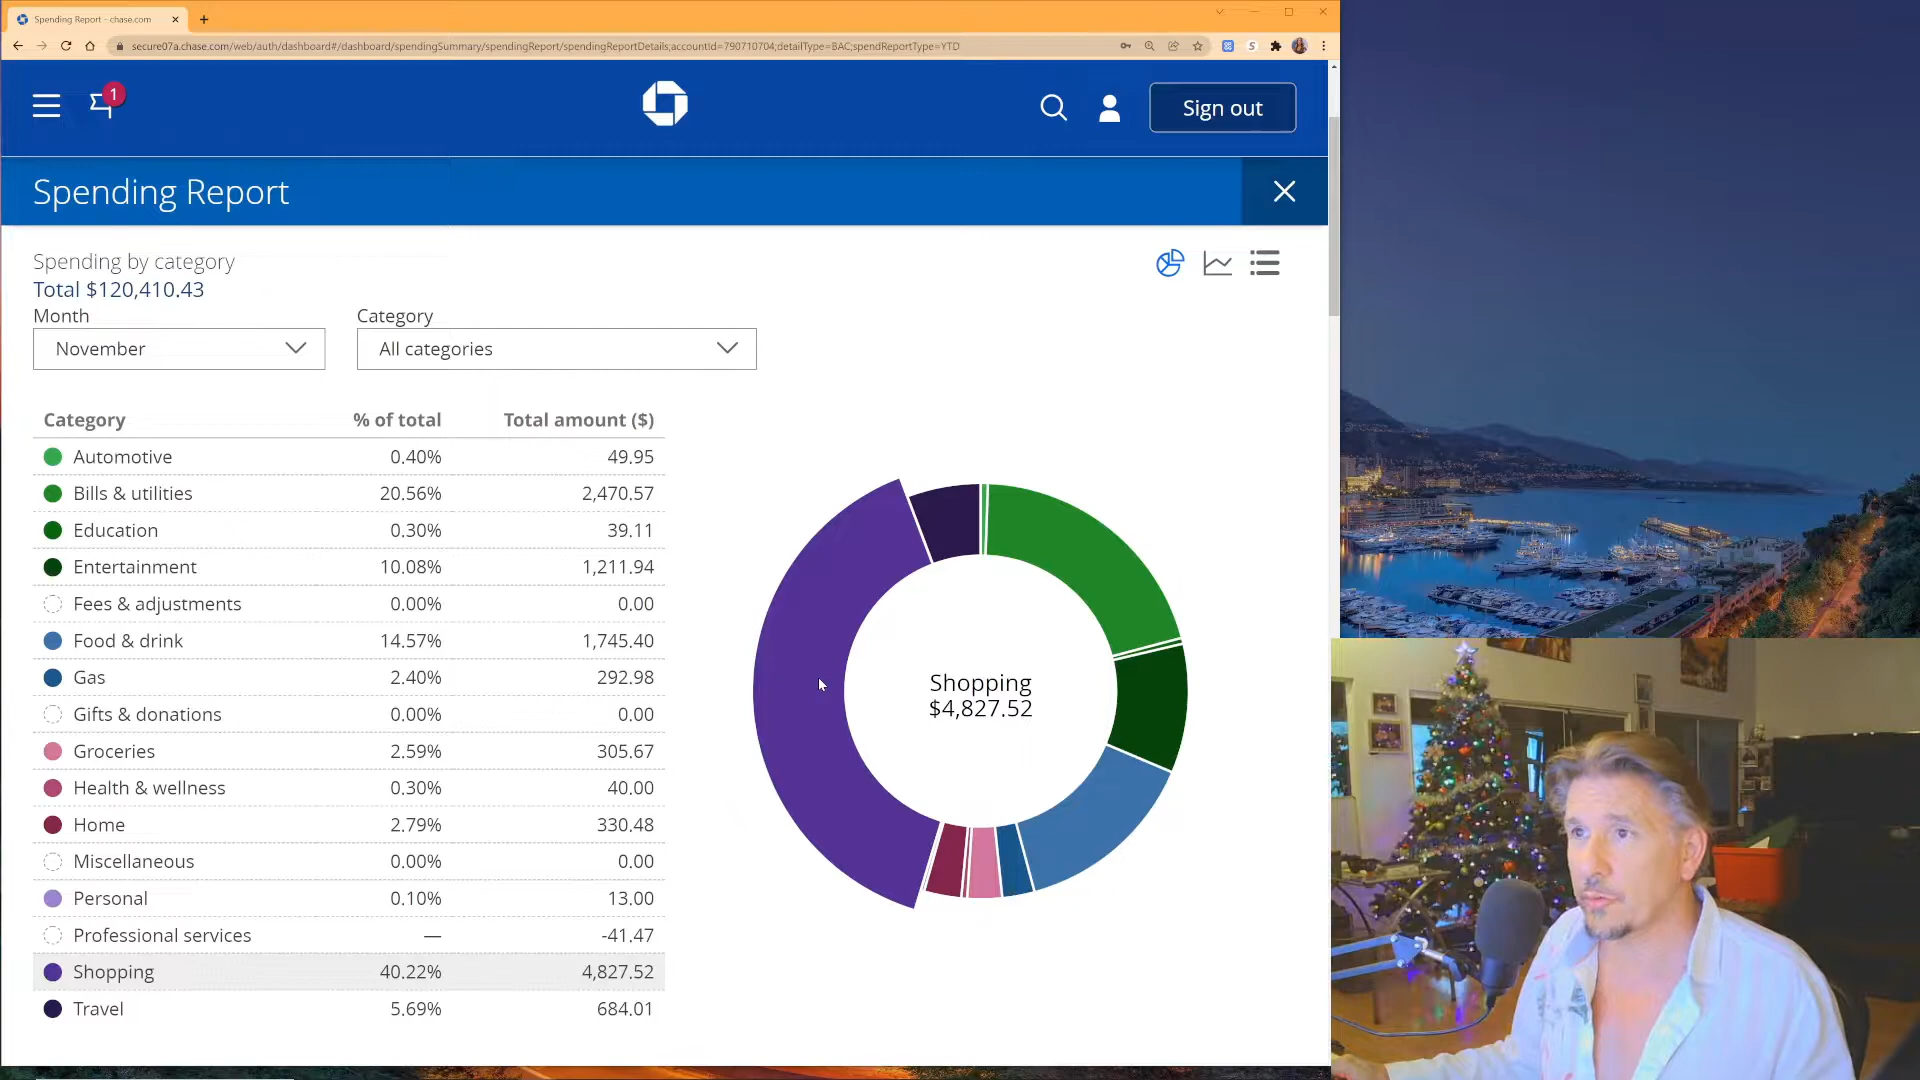 Spending Report - chase.com
secure07a.chase.com/web/auth/dashboard#/dashboard/spendingSummary/spendingReport/spendingReportDetails;accountId=790710704;detailType=BAC;spendReportType=YTD
1
Sign out
Spending Report
Spending by category
Total $120,410.43
Month
Category
November
All categories
Category % of total Total amount ($)
Automotive 0.40% 49.95
Bills & utilities 20.56% 2,470.57
Education 0.30% 39.11
Entertainment 10.08% 1,211.94
Fees & adjustments 0.00% 0.00
Food & drink 14.57% 1,745.40
Gas 2.40% 292.98
Gifts & donations 0.00% 0.00
Groceries 2.59% 305.67
Health & wellness 0.30% 40.00
Home 2.79% 330.48
Miscellaneous 0.00% 0.00
Personal 0.10% 13.00
Professional services — -41.47
Shopping 40.22% 4,827.52
Travel 5.69% 684.01
Shopping
$4,827.52